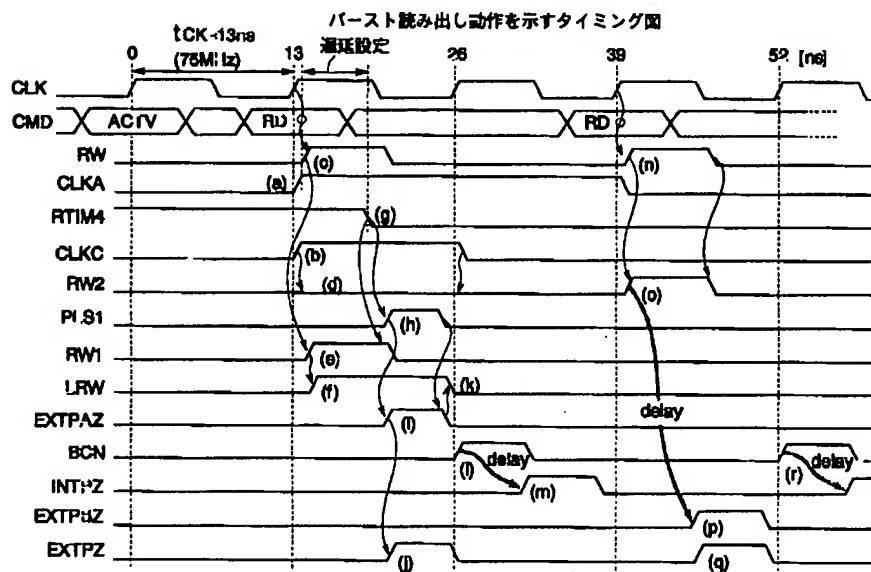 バースト読み出し動作を示すタイミング図
tCK=13ns
(75MHz)
遅延設定
0 13 26 39 52 [ns]
CLK
CMD ACTV RD RD
RW (c) (n)
CLKA (a)
RTIM4 (g)
CLKC (b)
RW2 (d) (o)
PLS1 (h)
RW1 (e)
LRW (f) (k)
EXTPAZ (i) delay
BCN (l) delay (r) delay
INTPZ (m)
EXTPBZ (p)
EXTPZ (j) (q)